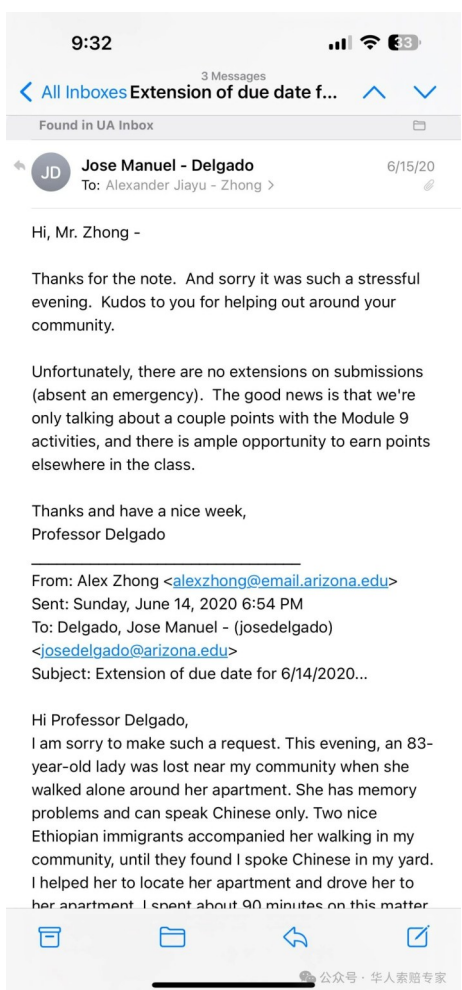 9:32
33
3 Messages
All Inboxes Extension of due date f...
Found in UA Inbox
JD
Jose Manuel - Delgado
6/15/20
To: Alexander Jiayu - Zhong >
Hi, Mr. Zhong -
Thanks for the note.  And sorry it was such a stressful
evening.  Kudos to you for helping out around your
community.
Unfortunately, there are no extensions on submissions
(absent an emergency).  The good news is that we're
only talking about a couple points with the Module 9
activities, and there is ample opportunity to earn points
elsewhere in the class.
Thanks and have a nice week,
Professor Delgado
From: Alex Zhong <alexzhong@email.arizona.edu>
Sent: Sunday, June 14, 2020 6:54 PM
To: Delgado, Jose Manuel - (josedelgado)
<josedelgado@arizona.edu>
Subject: Extension of due date for 6/14/2020...
Hi Professor Delgado,
I am sorry to make such a request. This evening, an 83-
year-old lady was lost near my community when she
walked alone around her apartment. She has memory
problems and can speak Chinese only. Two nice
Ethiopian immigrants accompanied her walking in my
community, until they found I spoke Chinese in my yard.
I helped her to locate her apartment and drove her to
her apartment. I spent about 90 minutes on this matter
公众号 · 华人索赔专家